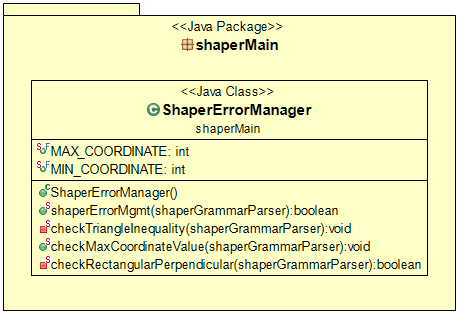 <<Java Package>>
shaperMain
<<Java Class>>
ShaperErrorManager
shaperMain
MAX_COORDINATE: int
MIN_COORDINATE: int
ShaperErrorManager()
shaperErrorMgmt(shaperGrammarParser):boolean
checkTriangleInequality(shaperGrammarParser):void
checkMaxCoordinateValue(shaperGrammarParser):void
checkRectangularPerpendicular(shaperGrammarParser):boolean